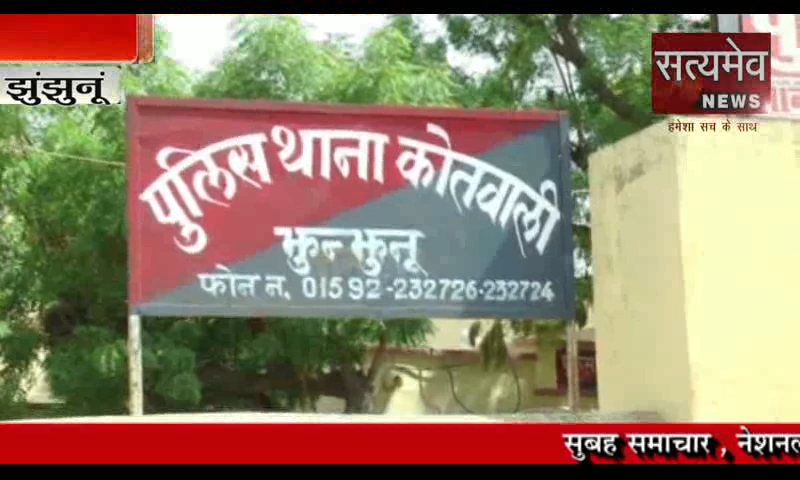 झुंझुनूं
सत्यमेव
NEWS
हमेशा सच के साथ
पुलिस थाना कोतवाली
झुन्झुनू
फोन न. 01592-232726-232724
सुबह समाचार , नेशनल